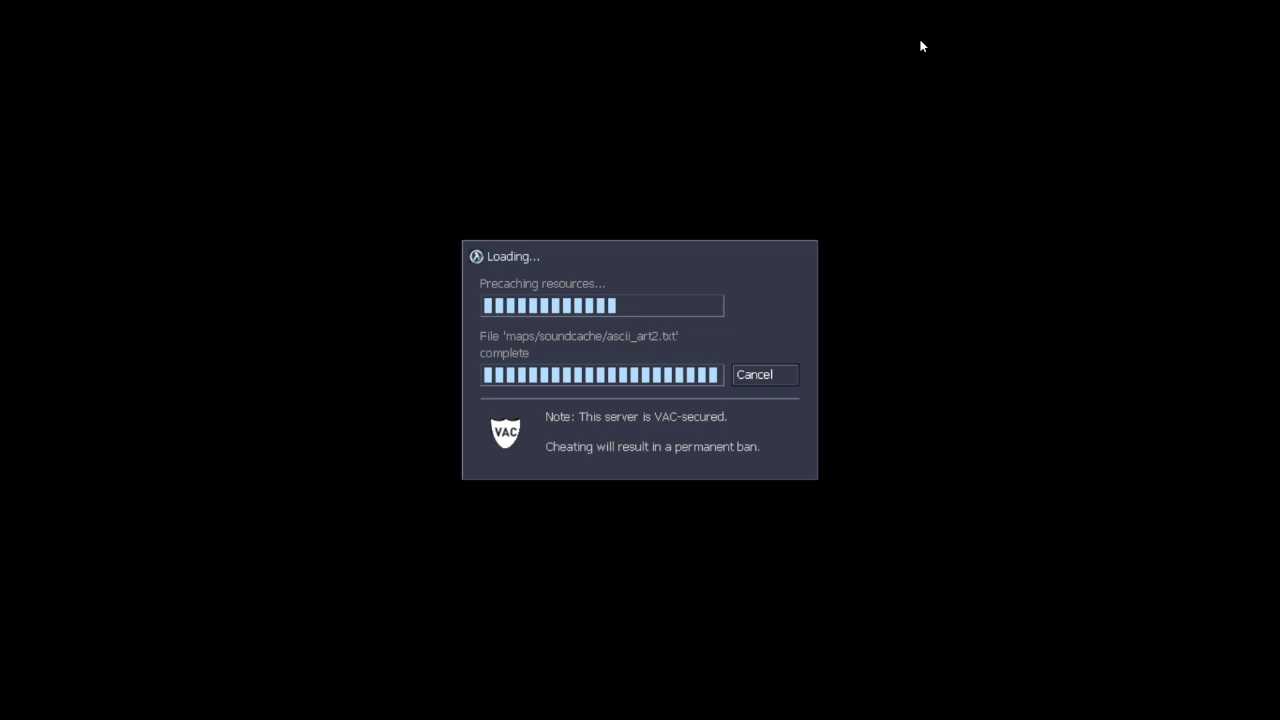 Loading...
Precaching resources...
File 'maps/soundcache/ascii_art2.txt'
complete
Cancel
Note: This server is VAC-secured.
VAC
Cheating will result in a permanent ban.